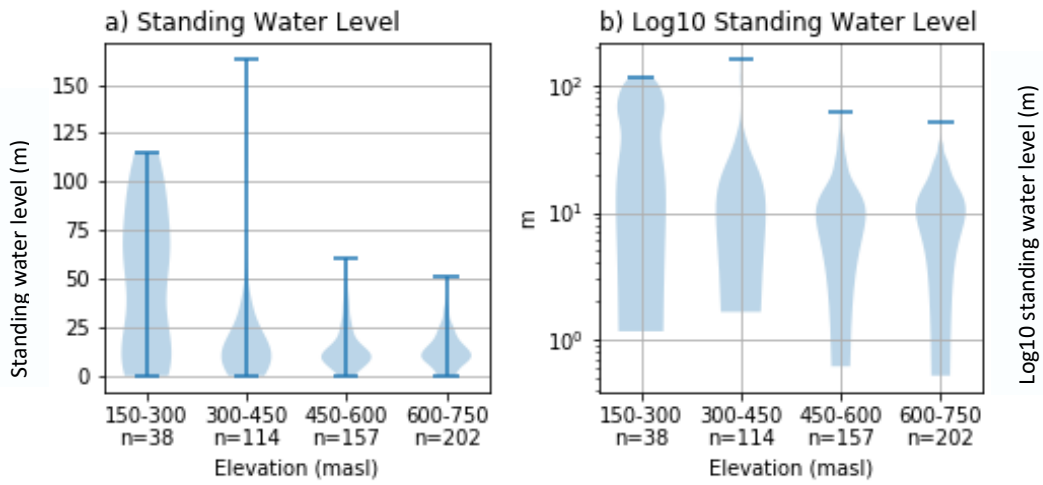 a) Standing Water Level
Standing water level (m)
150
125
100
75
50
25
0
150-300 300-450 450-600 600-750
n=38 n=114 n=157 n=202
Elevation (masl)
b) Log10 Standing Water Level
m
10²
10¹
10⁰
150-300 300-450 450-600 600-750
n=38 n=114 n=157 n=202
Elevation (masl)
Log10 standing water level (m)